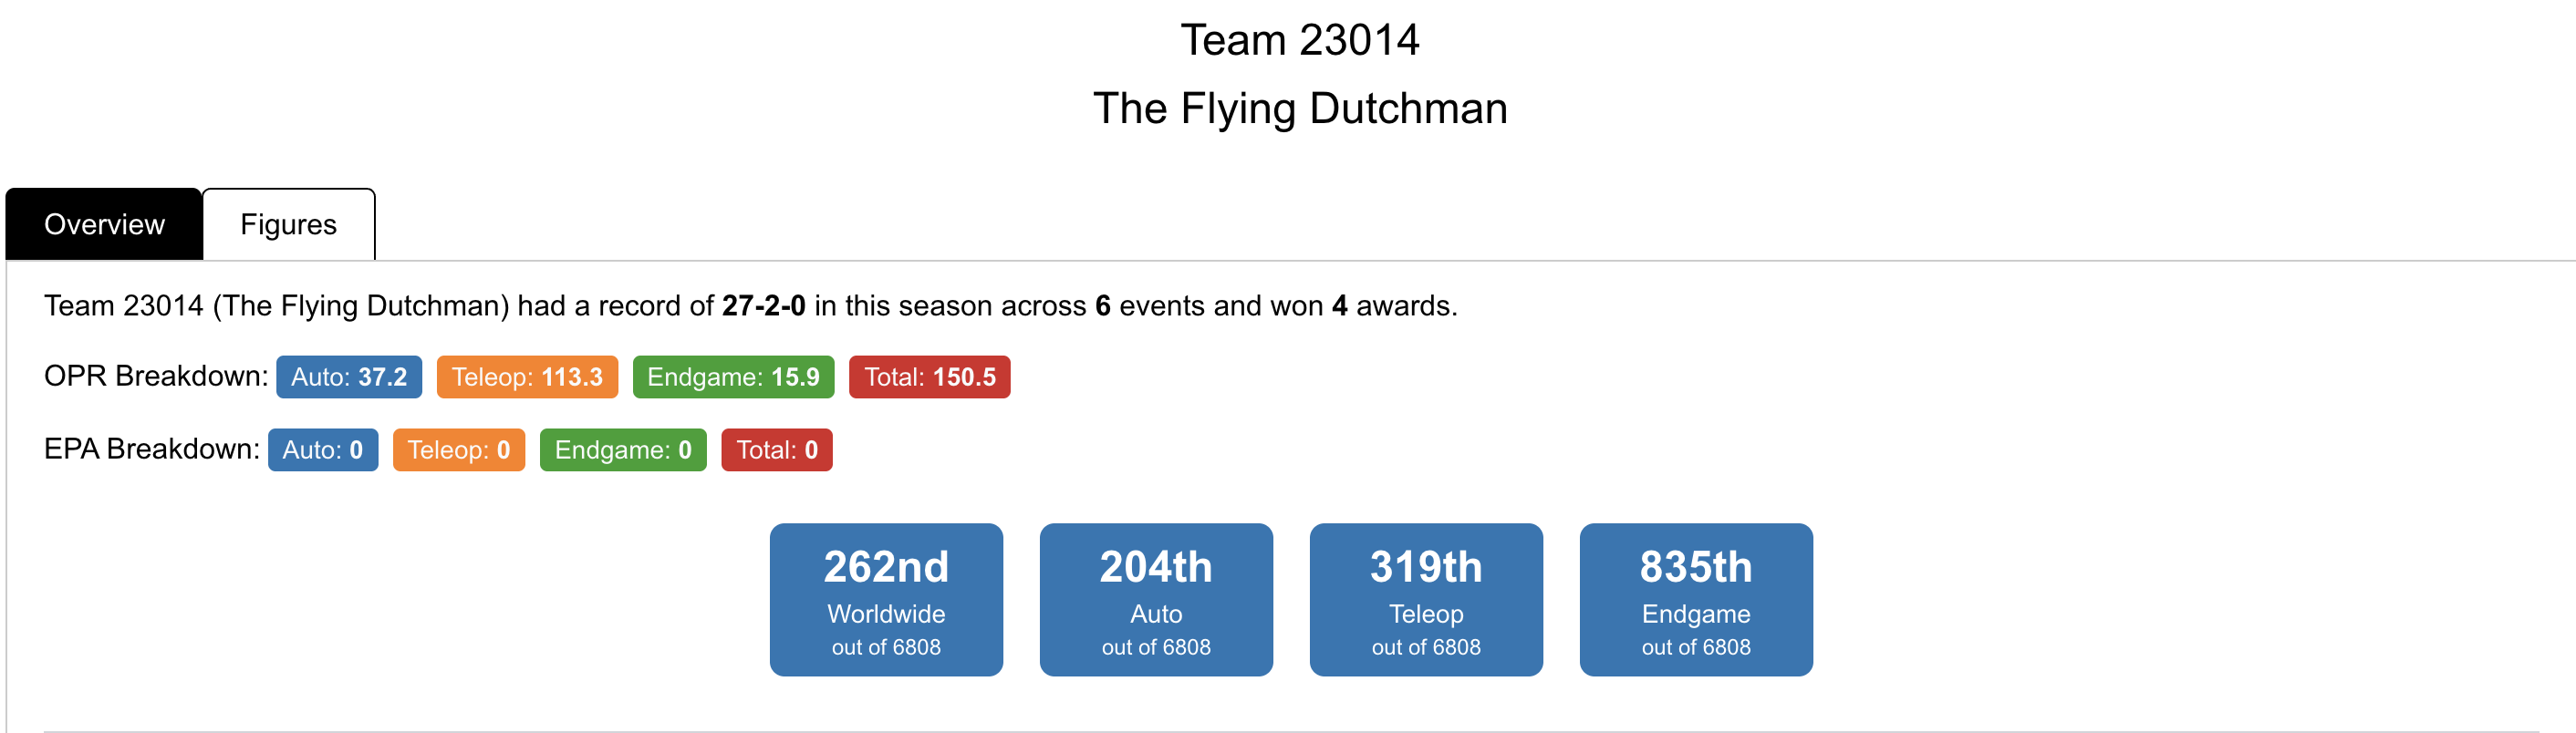 Team 23014
The Flying Dutchman
Overview Figures
Team 23014 (The Flying Dutchman) had a record of 27-2-0 in this season across 6 events and won 4 awards.
OPR Breakdown: Auto: 37.2 Teleop: 113.3 Endgame: 15.9 Total: 150.5
EPA Breakdown: Auto: 0 Teleop: 0 Endgame: 0 Total: 0
262nd 204th 319th 835th
Worldwide Auto Teleop Endgame
out of 6808 out of 6808 out of 6808 out of 6808